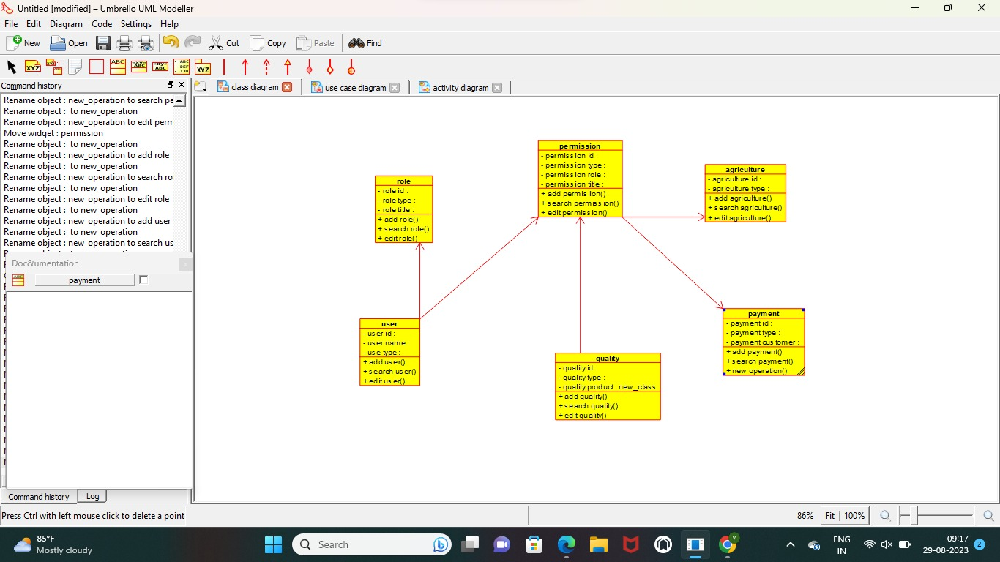 Untitled [modified] – Umbrello UML Modeller
File Edit Diagram Code Settings Help
New Open Cut Copy Paste Find
Command history
class diagram use case diagram activity diagram
Rename object : new_operation to search pe
Rename object : to new_operation
Rename object : new_operation to edit perm
Move widget : permission
Rename object : to new_operation
Rename object : new_operation to add role
Rename object : to new_operation
Rename object : new_operation to search ro
Rename object : to new_operation
Rename object : new_operation to edit role
Rename object : to new_operation
Rename object : new_operation to add user
Rename object : to new_operation
Rename object : new_operation to search us
Doc&umentation
payment
Command history Log
role
- role id :
- role type :
- role title :
+ add role()
+ search role()
+ edit role()
permission
- permission id :
- permission type :
- permission role :
- permission title :
+ add permisiion()
+ search permission()
+ edit permission()
agriculture
- agriculture id :
- agriculture type :
+ add agriculture()
+ search agriculture()
+ edit agriculture()
user
- user id :
- user name :
- use type :
+ add user()
+ search user()
+ edit user()
quality
- quality id :
- quality type :
- quality product : new_class
+ add quality()
+ search quality()
+ edit quality()
payment
- payment id :
- payment type :
- payment customer :
+ add payment()
+ search payment()
+ new operation()
Press Ctrl with left mouse click to delete a point
86% Fit 100%
85°F
Mostly cloudy
Search
V
ENG
IN
09:17
29-08-2023
2